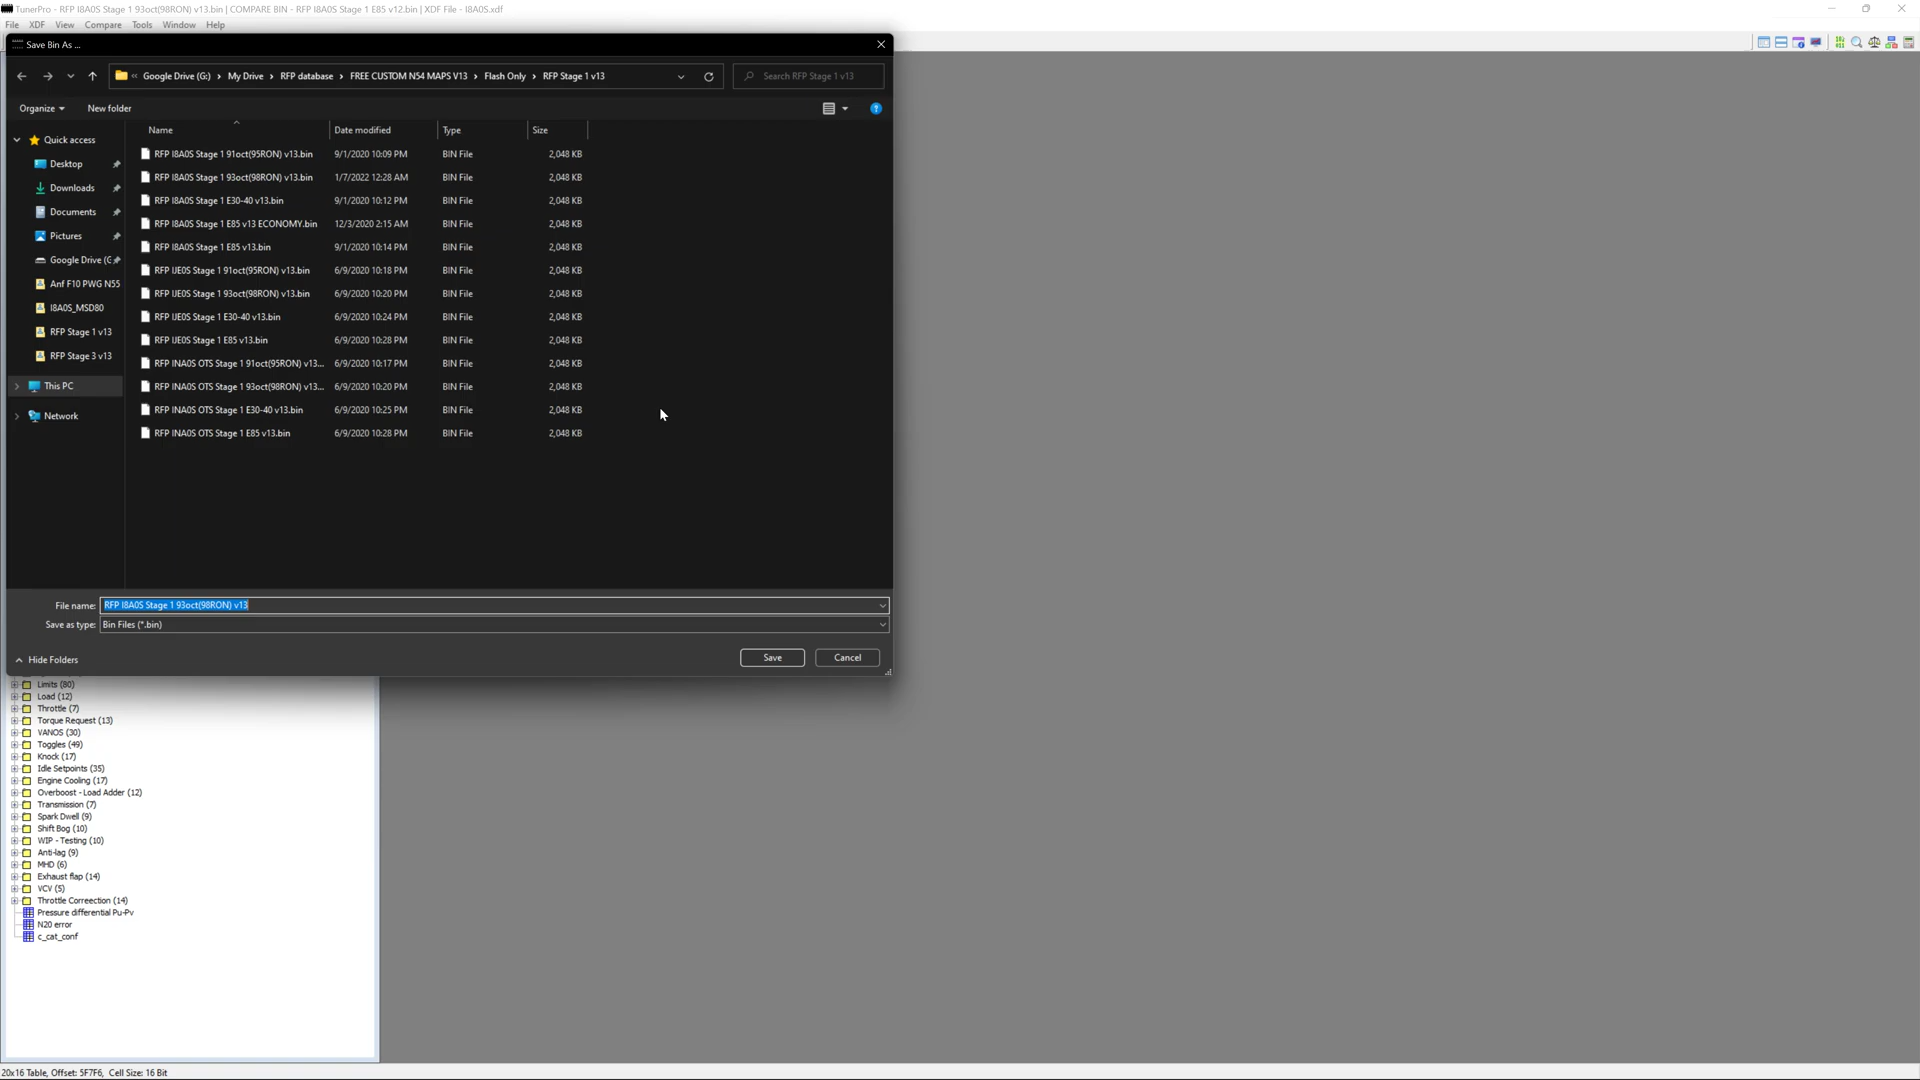 TunerPro - RFP I8A0S Stage 1 93oct(98RON) v13.bin | COMPARE BIN - RFP I8A0S Stage 1 E85 v12.bin | XDF File - I8A0S.xdf
File XDF View Compare Tools Window Help
Save Bin As ...
« Google Drive (G:) › My Drive › RFP database › FREE CUSTOM N54 MAPS V13 › Flash Only › RFP Stage 1 v13
Search RFP Stage 1 v13
Organize New folder
Name Date modified Type Size
Quick access
Desktop
Downloads
Documents
Pictures
Google Drive (G
Anf F10 PWG N55
I8A0S_MSD80
RFP Stage 1 v13
RFP Stage 3 v13
This PC
Network
RFP I8A0S Stage 1 91oct(95RON) v13.bin 9/1/2020 10:09 PM BIN File 2,048 KB
RFP I8A0S Stage 1 93oct(98RON) v13.bin 1/7/2022 12:28 AM BIN File 2,048 KB
RFP I8A0S Stage 1 E30-40 v13.bin 9/1/2020 10:12 PM BIN File 2,048 KB
RFP I8A0S Stage 1 E85 v13 ECONOMY.bin 12/3/2020 2:15 AM BIN File 2,048 KB
RFP I8A0S Stage 1 E85 v13.bin 9/1/2020 10:14 PM BIN File 2,048 KB
RFP IJE0S Stage 1 91oct(95RON) v13.bin 6/9/2020 10:18 PM BIN File 2,048 KB
RFP IJE0S Stage 1 93oct(98RON) v13.bin 6/9/2020 10:20 PM BIN File 2,048 KB
RFP IJE0S Stage 1 E30-40 v13.bin 6/9/2020 10:24 PM BIN File 2,048 KB
RFP IJE0S Stage 1 E85 v13.bin 6/9/2020 10:28 PM BIN File 2,048 KB
RFP INA0S OTS Stage 1 91oct(95RON) v13... 6/9/2020 10:17 PM BIN File 2,048 KB
RFP INA0S OTS Stage 1 93oct(98RON) v13... 6/9/2020 10:20 PM BIN File 2,048 KB
RFP INA0S OTS Stage 1 E30-40 v13.bin 6/9/2020 10:25 PM BIN File 2,048 KB
RFP INA0S OTS Stage 1 E85 v13.bin 6/9/2020 10:28 PM BIN File 2,048 KB
File name: RFP I8A0S Stage 1 93oct(98RON) v13
Save as type: Bin Files (*.bin)
Hide Folders Save Cancel
Limits (80)
Load (12)
Throttle (7)
Torque Request (13)
VANOS (30)
Toggles (49)
Knock (17)
Idle Setpoints (35)
Engine Cooling (17)
Overboost - Load Adder (12)
Transmission (7)
Spark Dwell (9)
Shift Bog (10)
WIP - Testing (10)
Anti-lag (9)
MHD (6)
Exhaust flap (14)
VCV (5)
Throttle Correection (14)
Pressure differential Pu-Pv
N20 error
c_cat_conf
20x16 Table, Offset: 5F7F6, Cell Size: 16 Bit